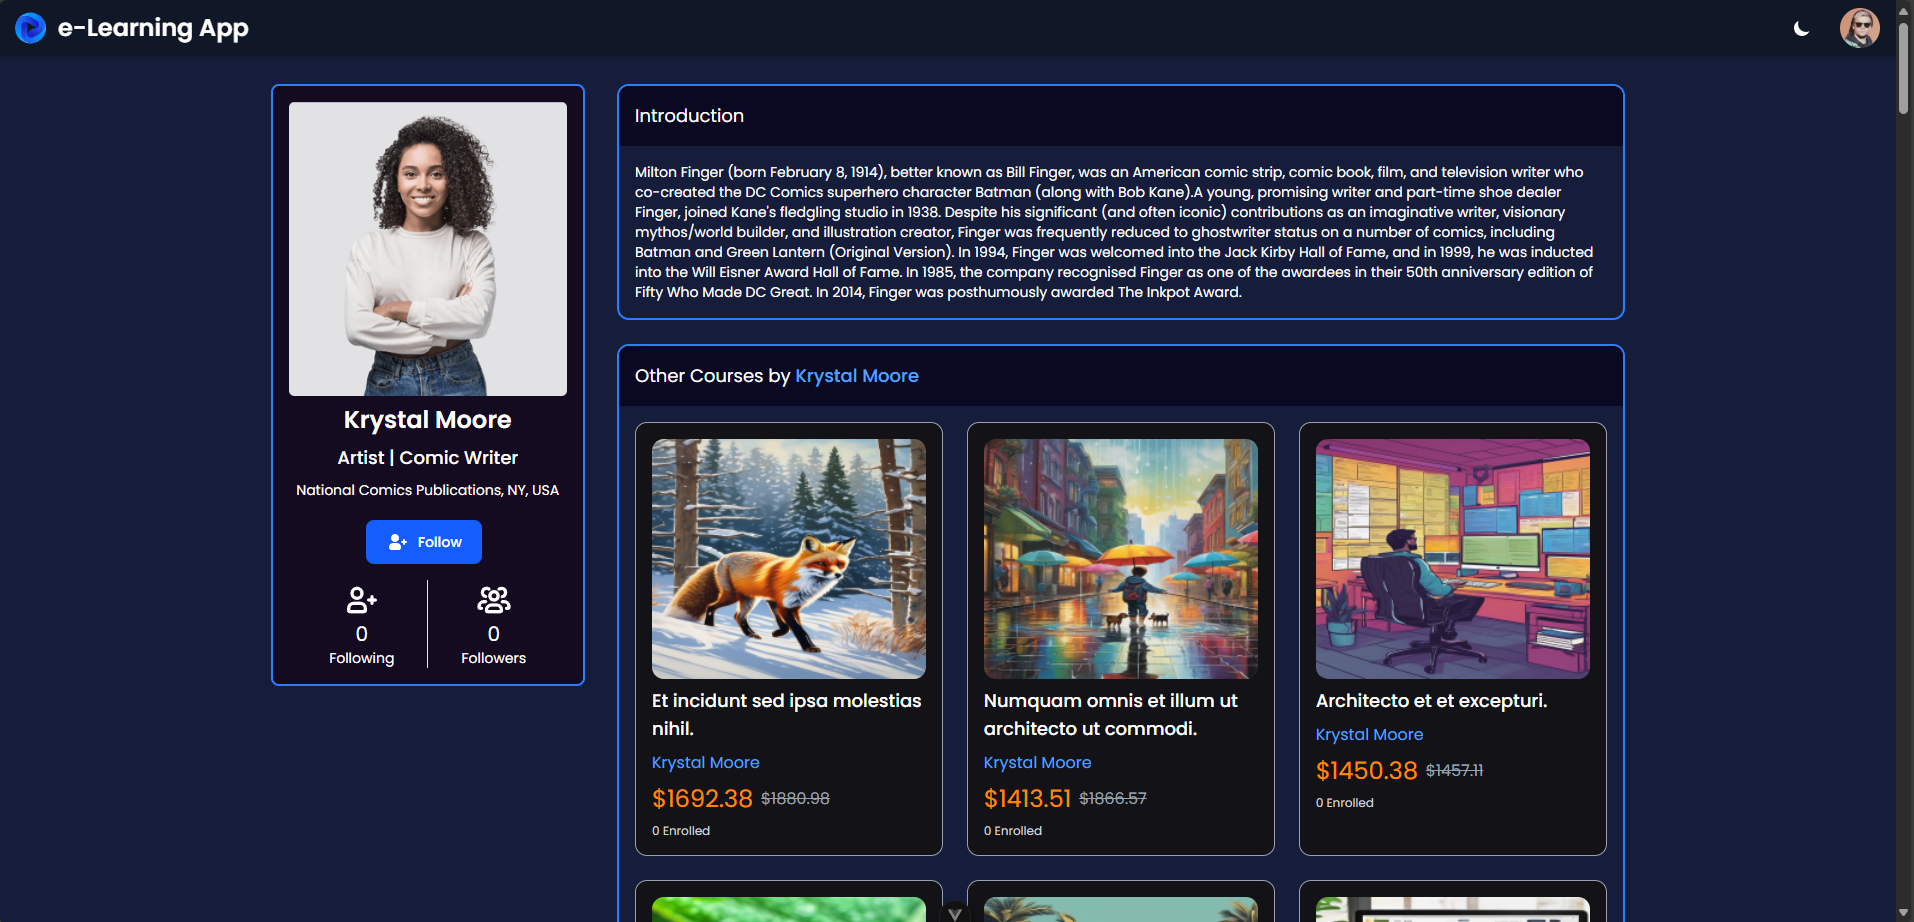 e-Learning App
Krystal Moore
Artist | Comic Writer
National Comics Publications, NY, USA
Follow
0
Following
0
Followers
Introduction
Milton Finger (born February 8, 1914), better known as Bill Finger, was an American comic strip, comic book, film, and television writer who
co-created the DC Comics superhero character Batman (along with Bob Kane).A young, promising writer and part-time shoe dealer
Finger, joined Kane's fledgling studio in 1938. Despite his significant (and often iconic) contributions as an imaginative writer, visionary
mythos/world builder, and illustration creator, Finger was frequently reduced to ghostwriter status on a number of comics, including
Batman and Green Lantern (Original Version). In 1994, Finger was welcomed into the Jack Kirby Hall of Fame, and in 1999, he was inducted
into the Will Eisner Award Hall of Fame. In 1985, the company recognised Finger as one of the awardees in their 50th anniversary edition of
Fifty Who Made DC Great. In 2014, Finger was posthumously awarded The Inkpot Award.
Other Courses by Krystal Moore
Et incidunt sed ipsa molestias
nihil.
Krystal Moore
$1692.38 $1880.98
0 Enrolled
Numquam omnis et illum ut
architecto ut commodi.
Krystal Moore
$1413.51 $1866.57
0 Enrolled
Architecto et et excepturi.
Krystal Moore
$1450.38 $1457.11
0 Enrolled